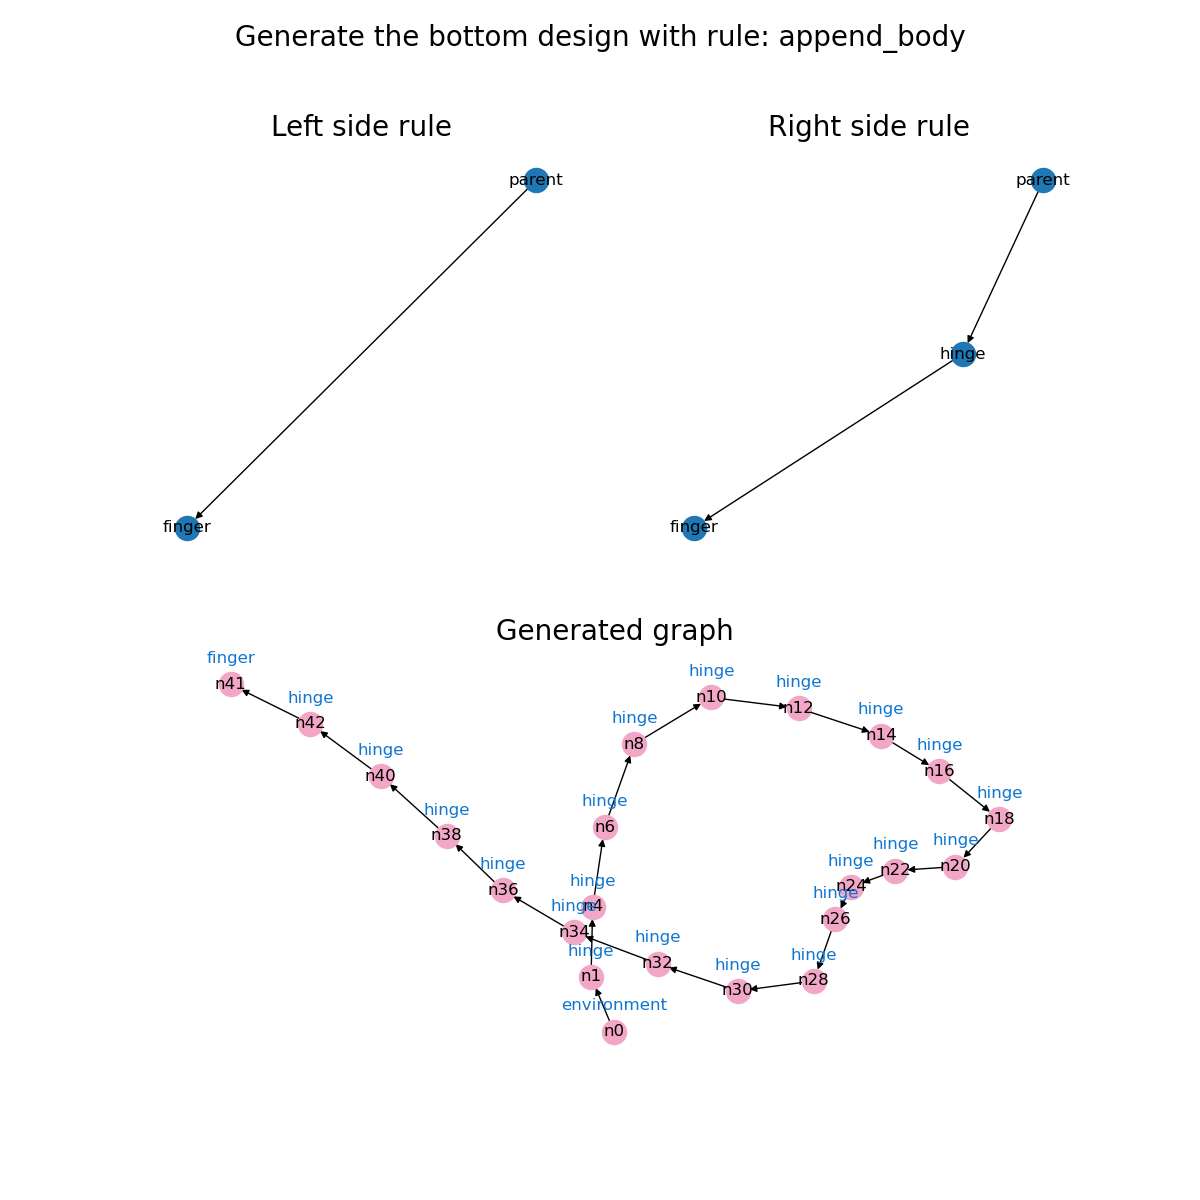 Generate the bottom design with rule: append_body
Left side rule
Right side rule
parent
parent
hinge
finger
finger
Generated graph
finger
n41
hinge
n10
hinge
n12
hinge
n42
hinge
n8
hinge
n14
hinge
n40
hinge
n16
hinge
n18
hinge
n38
hinge
n6
hinge
n20
hinge
n22
hinge
n24
hinge
n36
hinge
n4
hinge
n26
hinge
n34
hinge
n32
hinge
n1
hinge
n28
hinge
n30
environment
n0